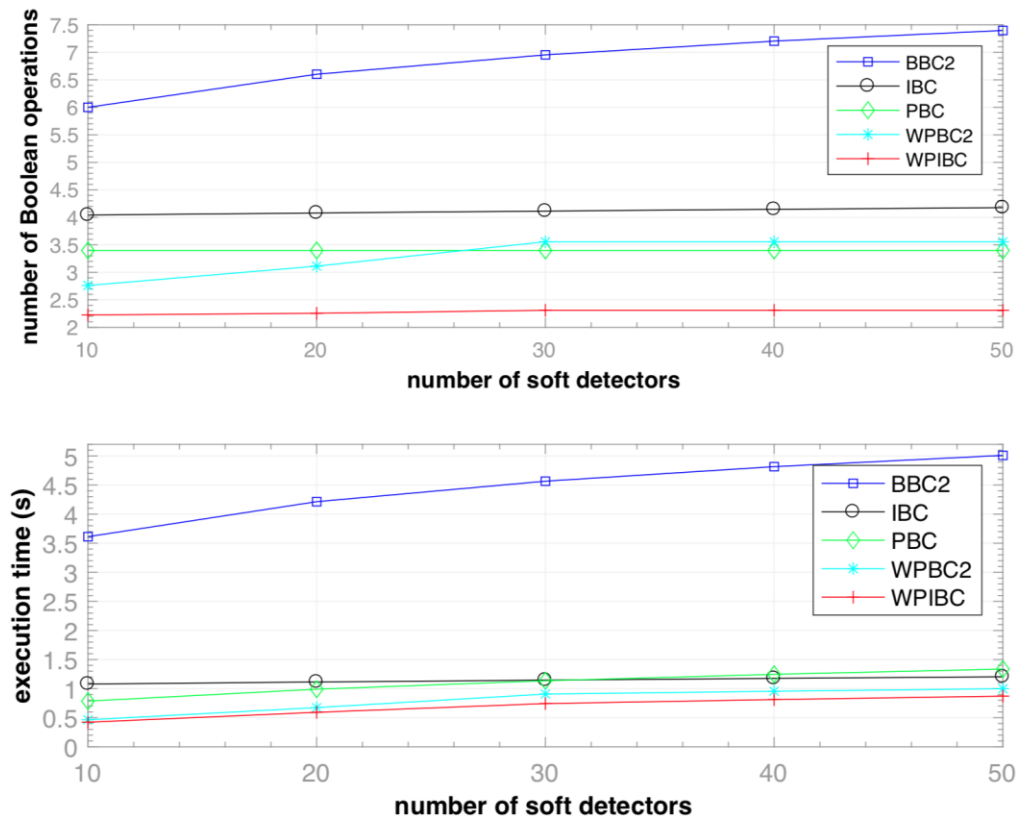 number of Boolean operations
7.5
7
6.5
6
5.5
5
4.5
4
3.5
3
2.5
2
BBC2
IBC
PBC
WPBC2
WPIBC
10 20 30 40 50
number of soft detectors
execution time (s)
5
4.5
4
3.5
3
2.5
2
1.5
1
0.5
0
BBC2
IBC
PBC
WPBC2
WPIBC
10 20 30 40 50
number of soft detectors